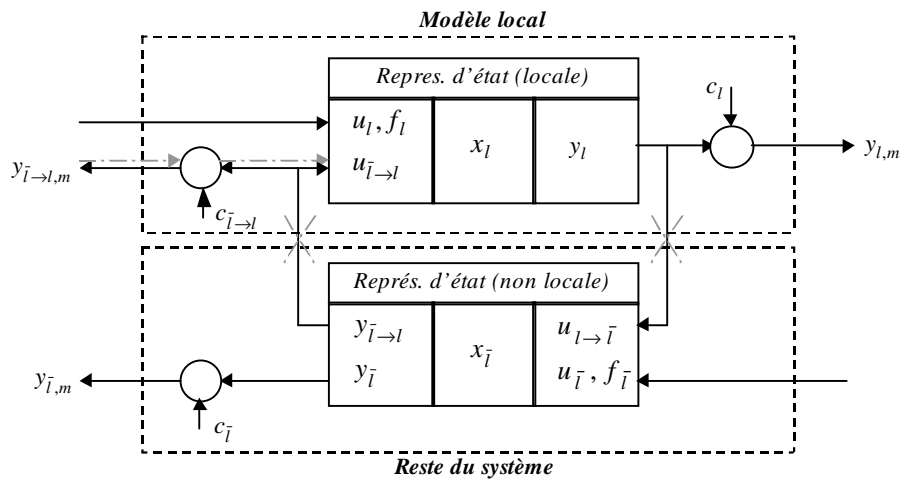 Modèle local
Repres. d'état (locale)
c_l
u_l, f_l
x_l
y_l
y_{l,m}
u_{l̄→l}
y_{l̄→l,m}
c_{l̄→l}
Représ. d'état (non locale)
y_{l̄→l}
x_{l̄}
u_{l→l̄}
y_{l̄}
u_{l̄}, f_{l̄}
y_{l̄,m}
c_{l̄}
Reste du système